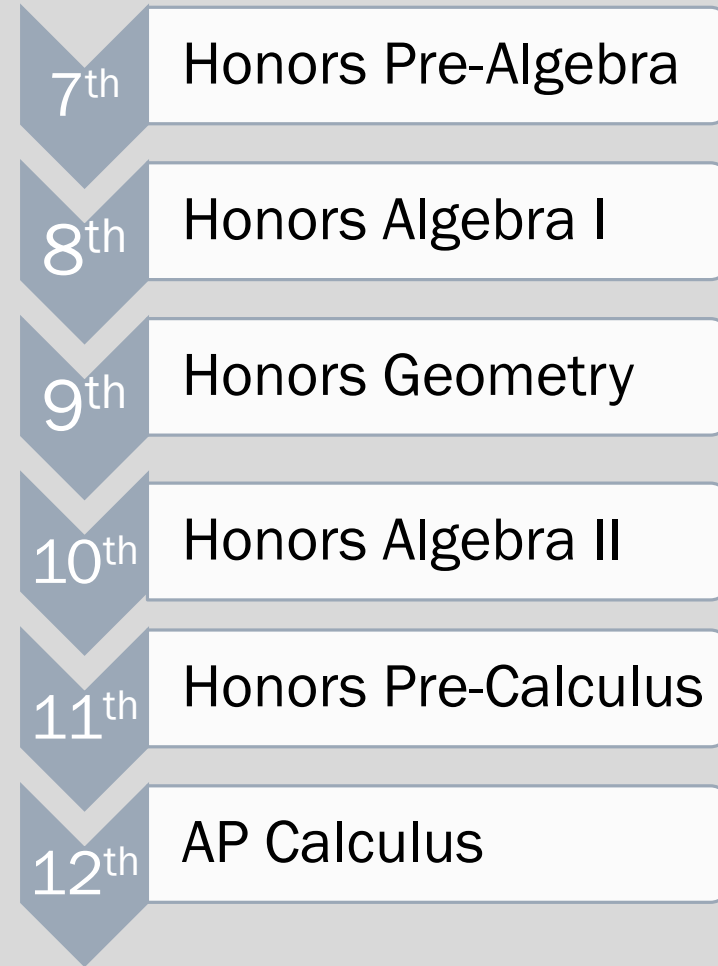 7th Honors Pre-Algebra
8th Honors Algebra I
9th Honors Geometry
10th Honors Algebra II
11th Honors Pre-Calculus
12th AP Calculus